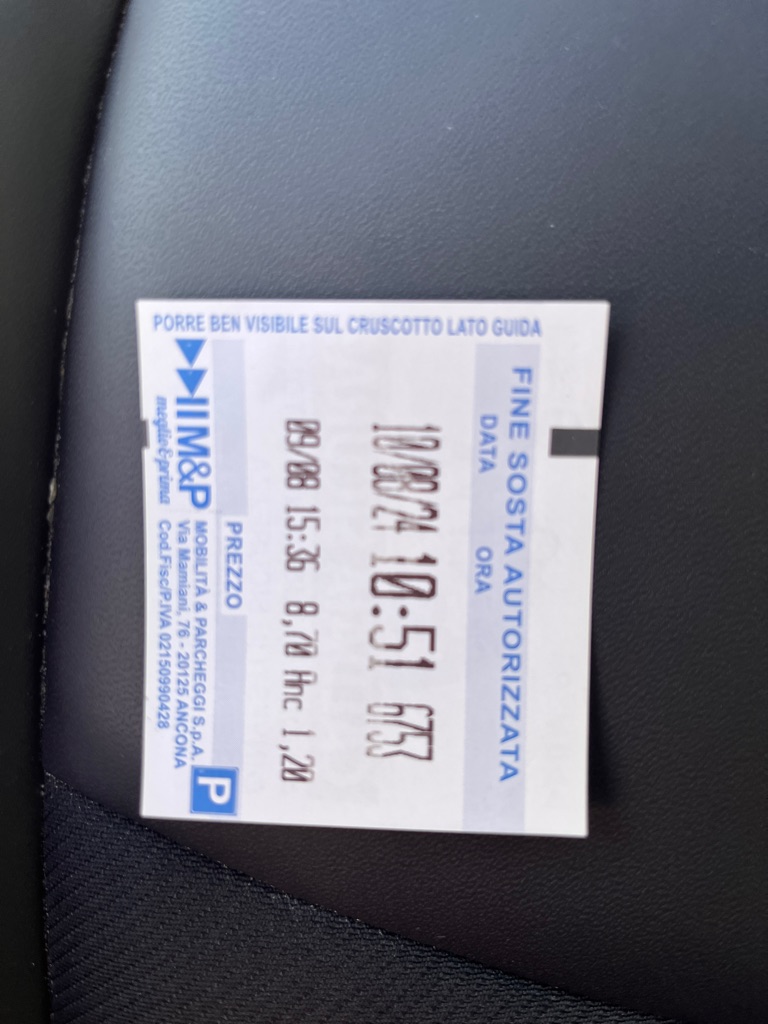 PORRE BEN VISIBILE SUL CRUSCOTTO LATO GUIDA
FINE SOSTA AUTORIZZATA
DATA ORA
10/08/24 10:51 6757
09/08 15:36 8,70 Anc 1,20
PREZZO
M&P
meglio&prima
MOBILITÀ & PARCHEGGI S.p.A.
Via Mamiani, 76 - 20125 ANCONA
Cod.Fisc/P.IVA 02150990428
P